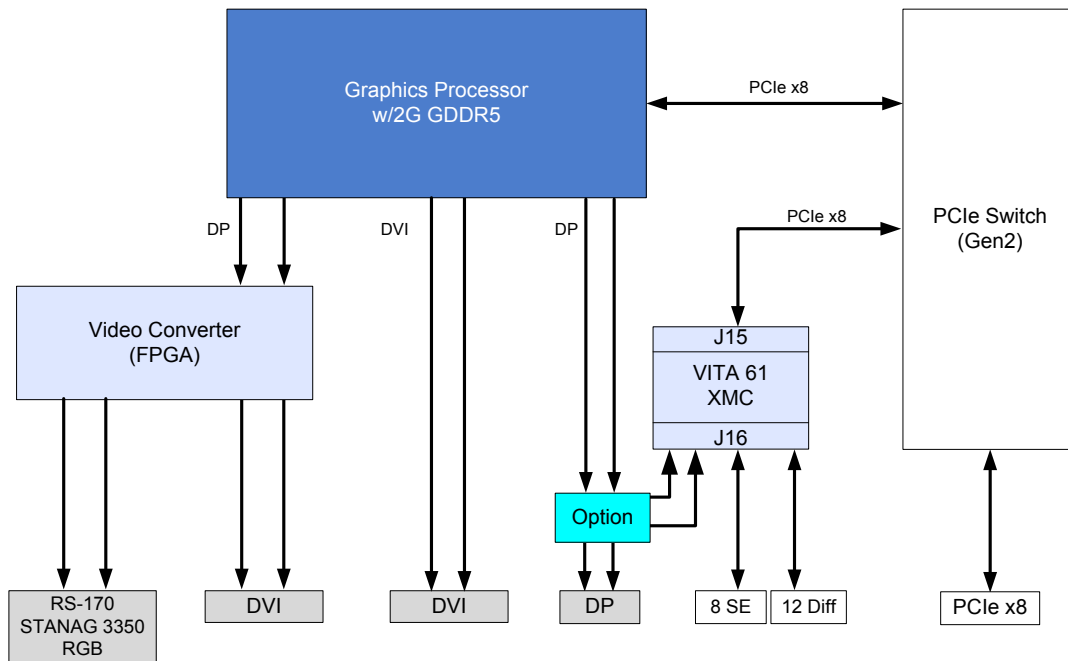 Graphics Processor
w/2G GDDR5
PCIe x8
PCIe Switch
(Gen2)
PCIe x8
DP
DVI
DP
Video Converter
(FPGA)
J15
VITA 61
XMC
J16
Option
RS-170
STANAG 3350
RGB
DVI
DVI
DP
8 SE
12 Diff
PCIe x8